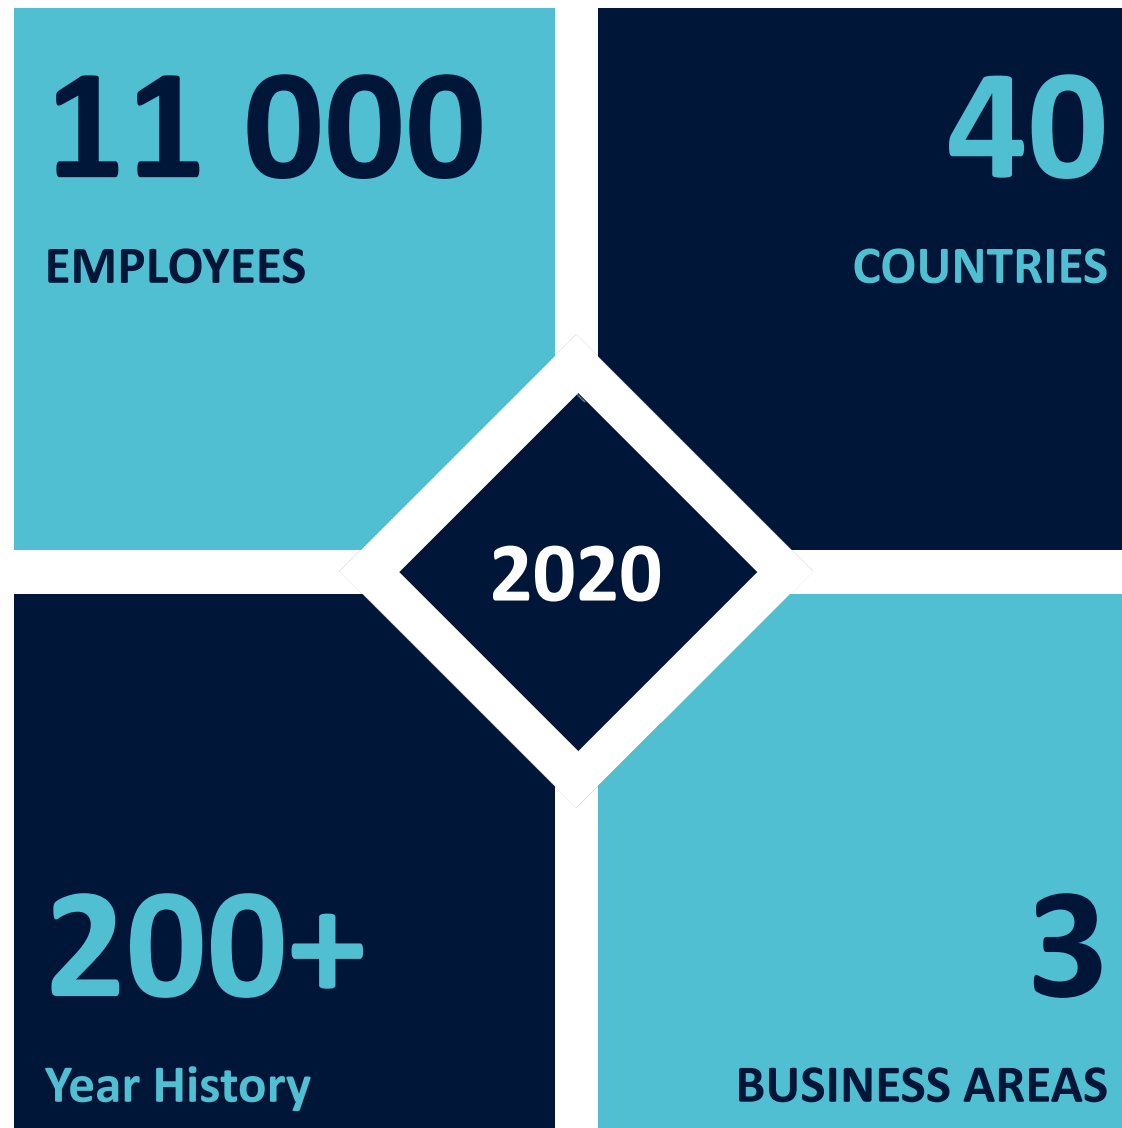 11 000
EMPLOYEES
40
COUNTRIES
2020
200+
Year History
3
BUSINESS AREAS